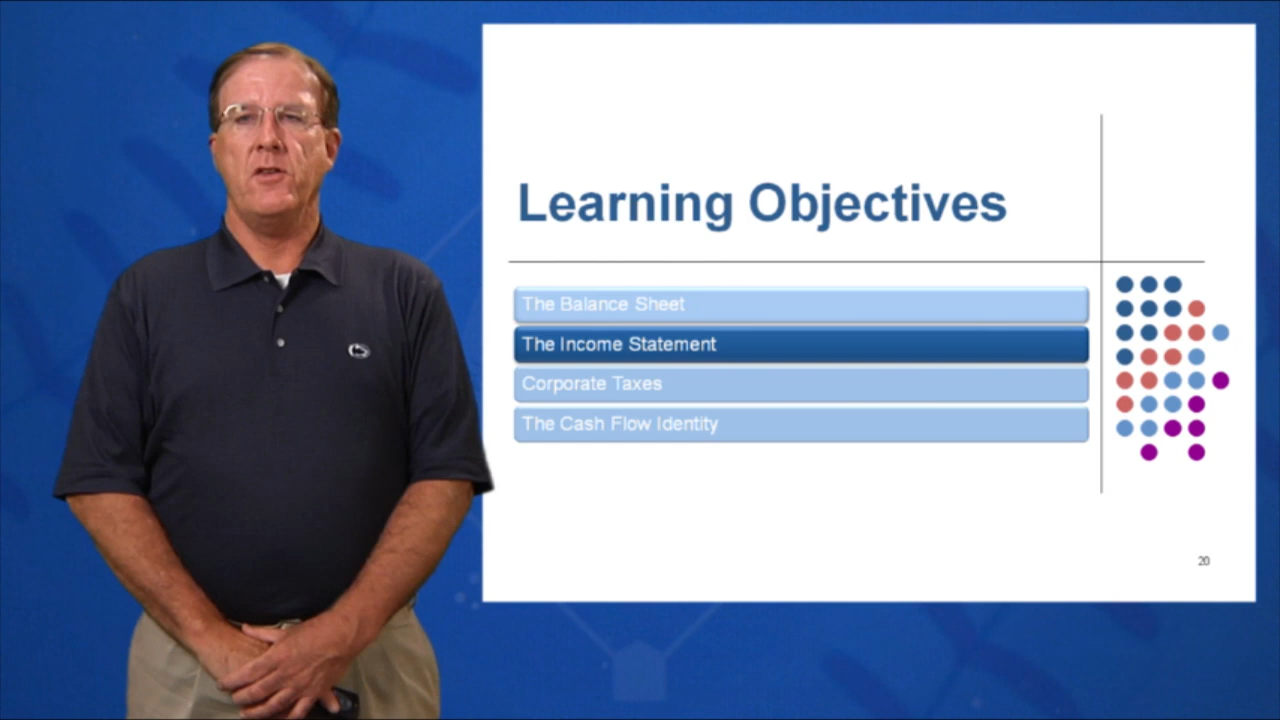 Learning Objectives
The Balance Sheet
The Income Statement
Corporate Taxes
The Cash Flow Identity
20